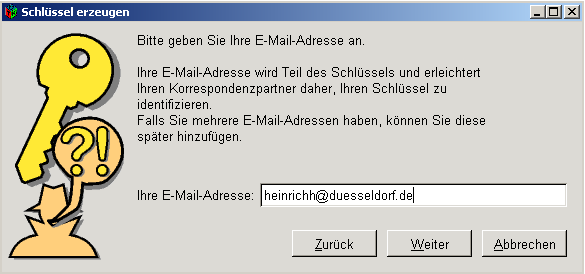 Schlüssel erzeugen
Bitte geben Sie Ihre E-Mail-Adresse an.
Ihre E-Mail-Adresse wird Teil des Schlüssels und erleichtert
Ihren Korrespondenzpartner daher, Ihren Schlüssel zu
identifizieren.
Falls Sie mehrere E-Mail-Adressen haben, können Sie diese
später hinzufügen.
?!
Ihre E-Mail-Adresse: heinrichh@duesseldorf.de
Zurück Weiter Abbrechen